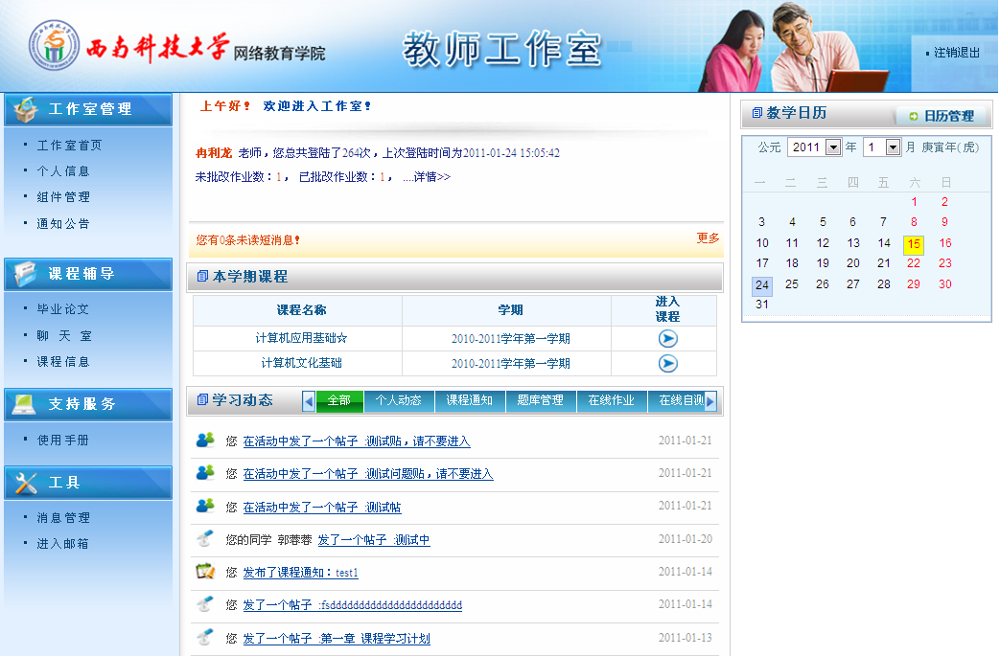 西南科技大学 网络教育学院
教师工作室
注销退出
工作室管理
工作室首页
个人信息
组件管理
通知公告
课程辅导
毕业论文
聊 天 室
课程信息
支持服务
使用手册
工具
消息管理
进入邮箱
上午好！ 欢迎进入工作室！
冉利龙 老师，您总共登陆了264次，上次登陆时间为2011-01-24 15:05:42
未批改作业数：1， 已批改作业数：1， ....详情>>
您有0条未读短消息！ 更多
本学期课程
课程名称 学期 进入课程
计算机应用基础☆ 2010-2011学年第一学期
计算机文化基础 2010-2011学年第一学期
学习动态 全部 个人动态 课程通知 题库管理 在线作业 在线自测
您 在活动中发了一个帖子 :测试贴，请不要进入 2011-01-21
您 在活动中发了一个帖子 :测试问题贴，请不要进入 2011-01-21
您 在活动中发了一个帖子 :测试帖 2011-01-21
您的同学 郭蓉蓉 发了一个帖子 :测试中 2011-01-20
您 发布了课程通知：test1 2011-01-14
您 发了一个帖子 :fsddddddddddddddddddddddd 2011-01-14
您 发了一个帖子 :第一章 课程学习计划 2011-01-13
教学日历 日历管理
公元 2011 年 1 月 庚寅年(虎)
一 二 三 四 五 六 日
1 2
3 4 5 6 7 8 9
10 11 12 13 14 15 16
17 18 19 20 21 22 23
24 25 26 27 28 29 30
31